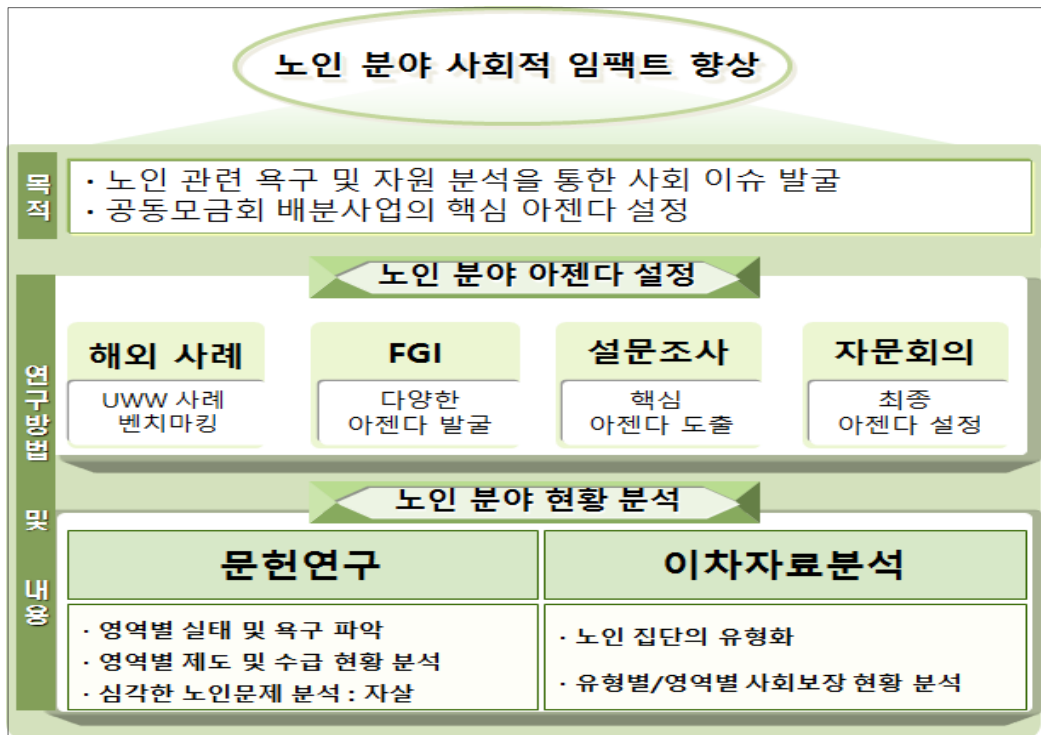 노인 분야 사회적 임팩트 향상
목적
· 노인 관련 욕구 및 자원 분석을 통한 사회 이슈 발굴
· 공동모금회 배분사업의 핵심 아젠다 설정
연구방법 및 내용
노인 분야 아젠다 설정
해외 사례
UWW 사례
벤치마킹
FGI
다양한
아젠다 발굴
설문조사
핵심
아젠다 도출
자문회의
최종
아젠다 설정
노인 분야 현황 분석
문헌연구
· 영역별 실태 및 욕구 파악
· 영역별 제도 및 수급 현황 분석
· 심각한 노인문제 분석 : 자살
이차자료분석
· 노인 집단의 유형화
· 유형별/영역별 사회보장 현황 분석